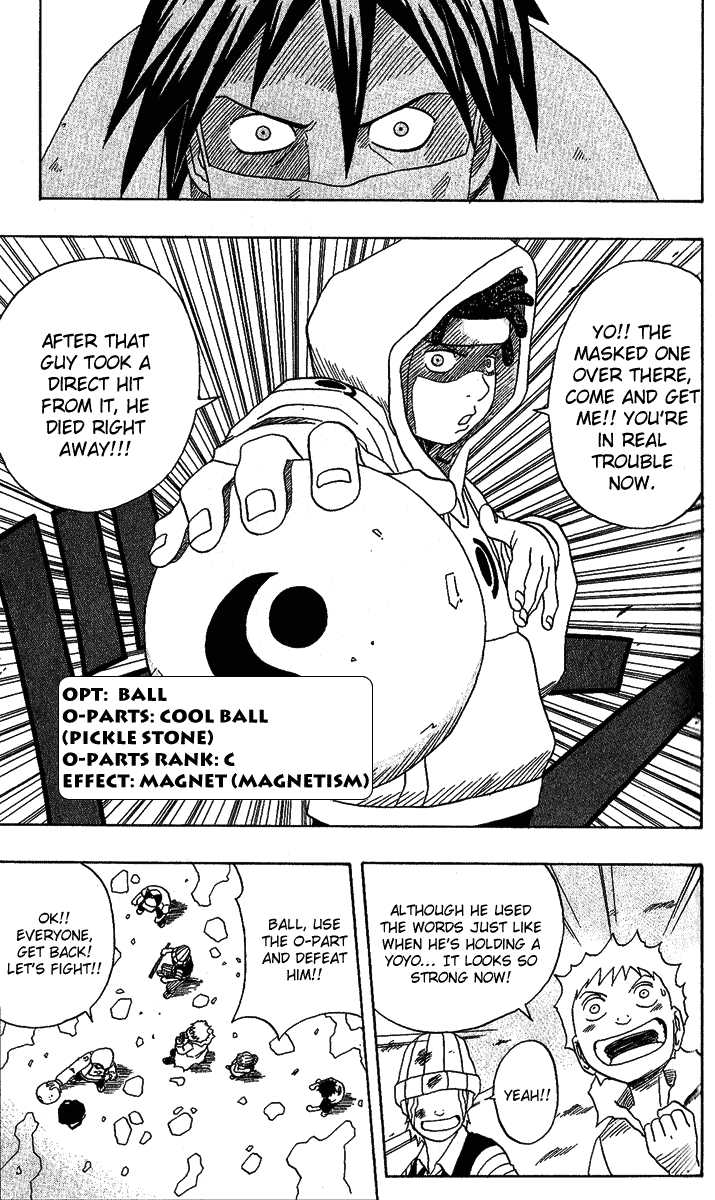 YO!! THE
MASKED ONE
OVER THERE,
COME AND GET
ME!! YOU'RE
IN REAL
TROUBLE
NOW.
AFTER THAT
GUY TOOK A
DIRECT HIT
FROM IT, HE
DIED RIGHT
AWAY!!!
OPT: BALL
O-PARTS: COOL BALL
(PICKLE STONE)
O-PARTS RANK: C
EFFECT: MAGNET (MAGNETISM)
ALTHOUGH HE USED
THE WORDS JUST LIKE
WHEN HE'S HOLDING A
YOYO... IT LOOKS SO
STRONG NOW!
YEAH!!
BALL, USE
THE O-PART
AND DEFEAT
HIM!!
OK!!
EVERYONE,
GET BACK!
LET'S FIGHT!!